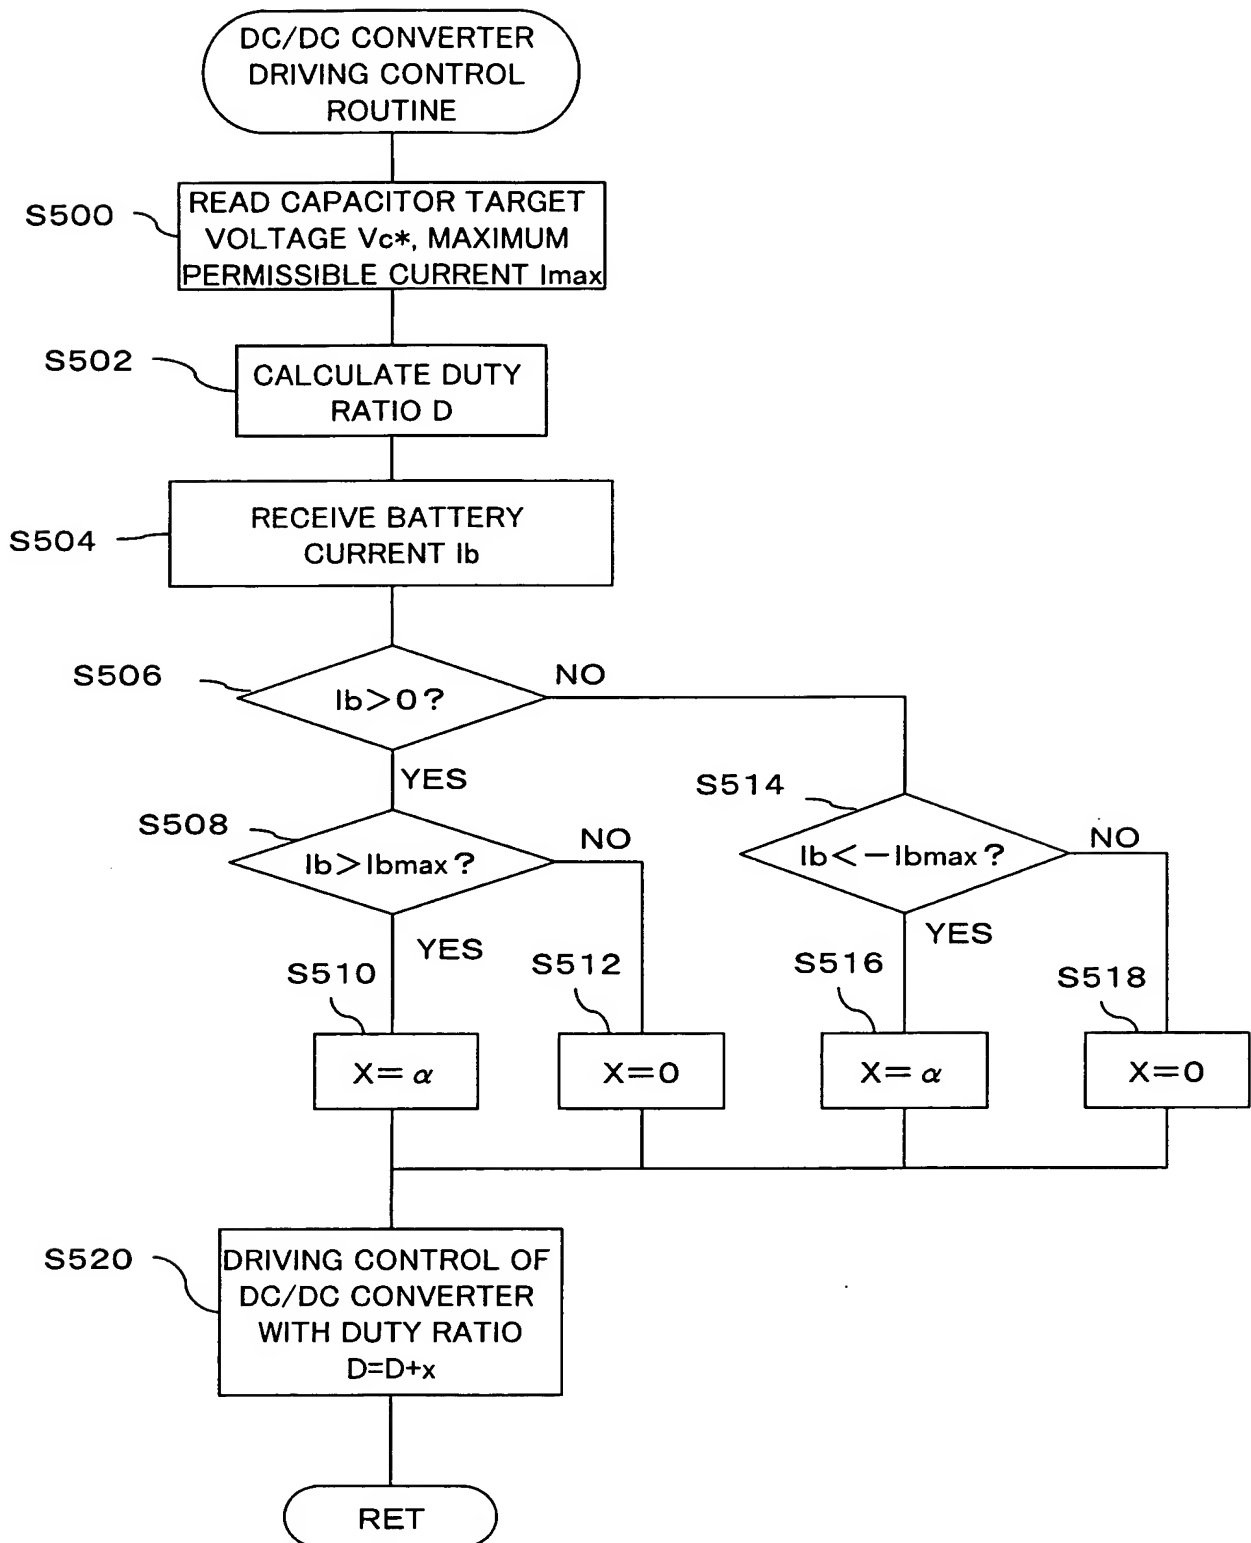 DC/DC CONVERTER
DRIVING CONTROL
ROUTINE
S500
READ CAPACITOR TARGET
VOLTAGE Vc*, MAXIMUM
PERMISSIBLE CURRENT Imax
S502
CALCULATE DUTY
RATIO D
S504
RECEIVE BATTERY
CURRENT Ib
S506
Ib>0?
NO
YES
S508
Ib>Ibmax?
NO
YES
S514
Ib<-Ibmax?
NO
YES
S510
X=α
S512
X=0
S516
X=α
S518
X=0
S520
DRIVING CONTROL OF
DC/DC CONVERTER
WITH DUTY RATIO
D=D+x
RET